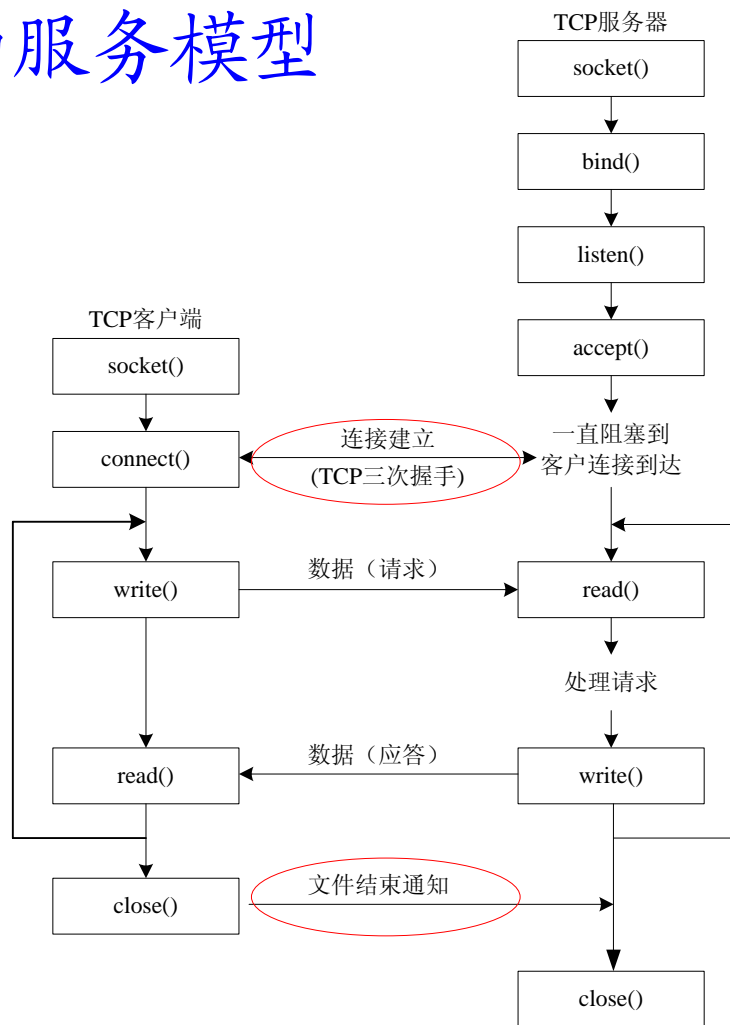 服务模型
TCP服务器
socket()
bind()
listen()
TCP客户端
accept()
socket()
一直阻塞到
客户连接到达
连接建立
(TCP三次握手)
connect()
数据（请求）
write()
read()
处理请求
数据（应答）
read()
write()
文件结束通知
close()
close()